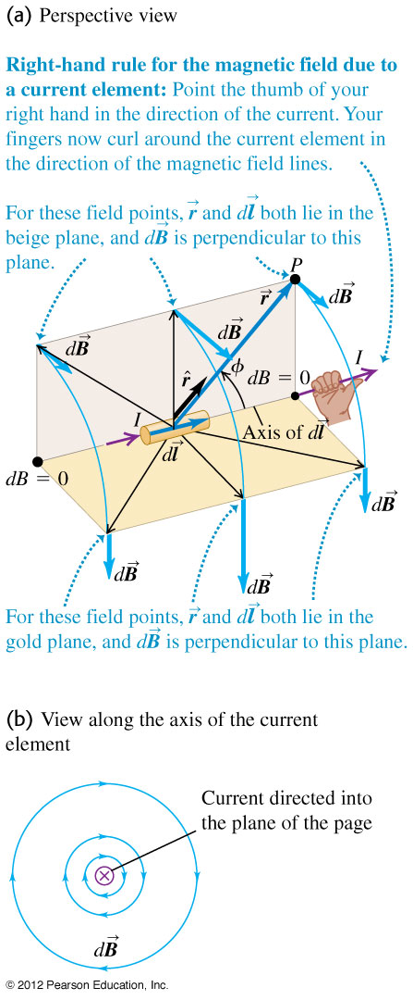 (a) Perspective view
Right-hand rule for the magnetic field due to
a current element: Point the thumb of your
right hand in the direction of the current. Your
fingers now curl around the current element in
the direction of the magnetic field lines.
For these field points, r⃗ and dl⃗ both lie in the
beige plane, and dB⃗ is perpendicular to this
plane.
P
r⃗
dB⃗
dB⃗
dB⃗
I
ϕ
r̂
dB = 0
I
Axis of dl⃗
dl⃗
dB = 0
dB⃗
dB⃗
dB⃗
For these field points, r⃗ and dl⃗ both lie in the
gold plane, and dB⃗ is perpendicular to this plane.
(b) View along the axis of the current
element
Current directed into
the plane of the page
dB⃗
© 2012 Pearson Education, Inc.